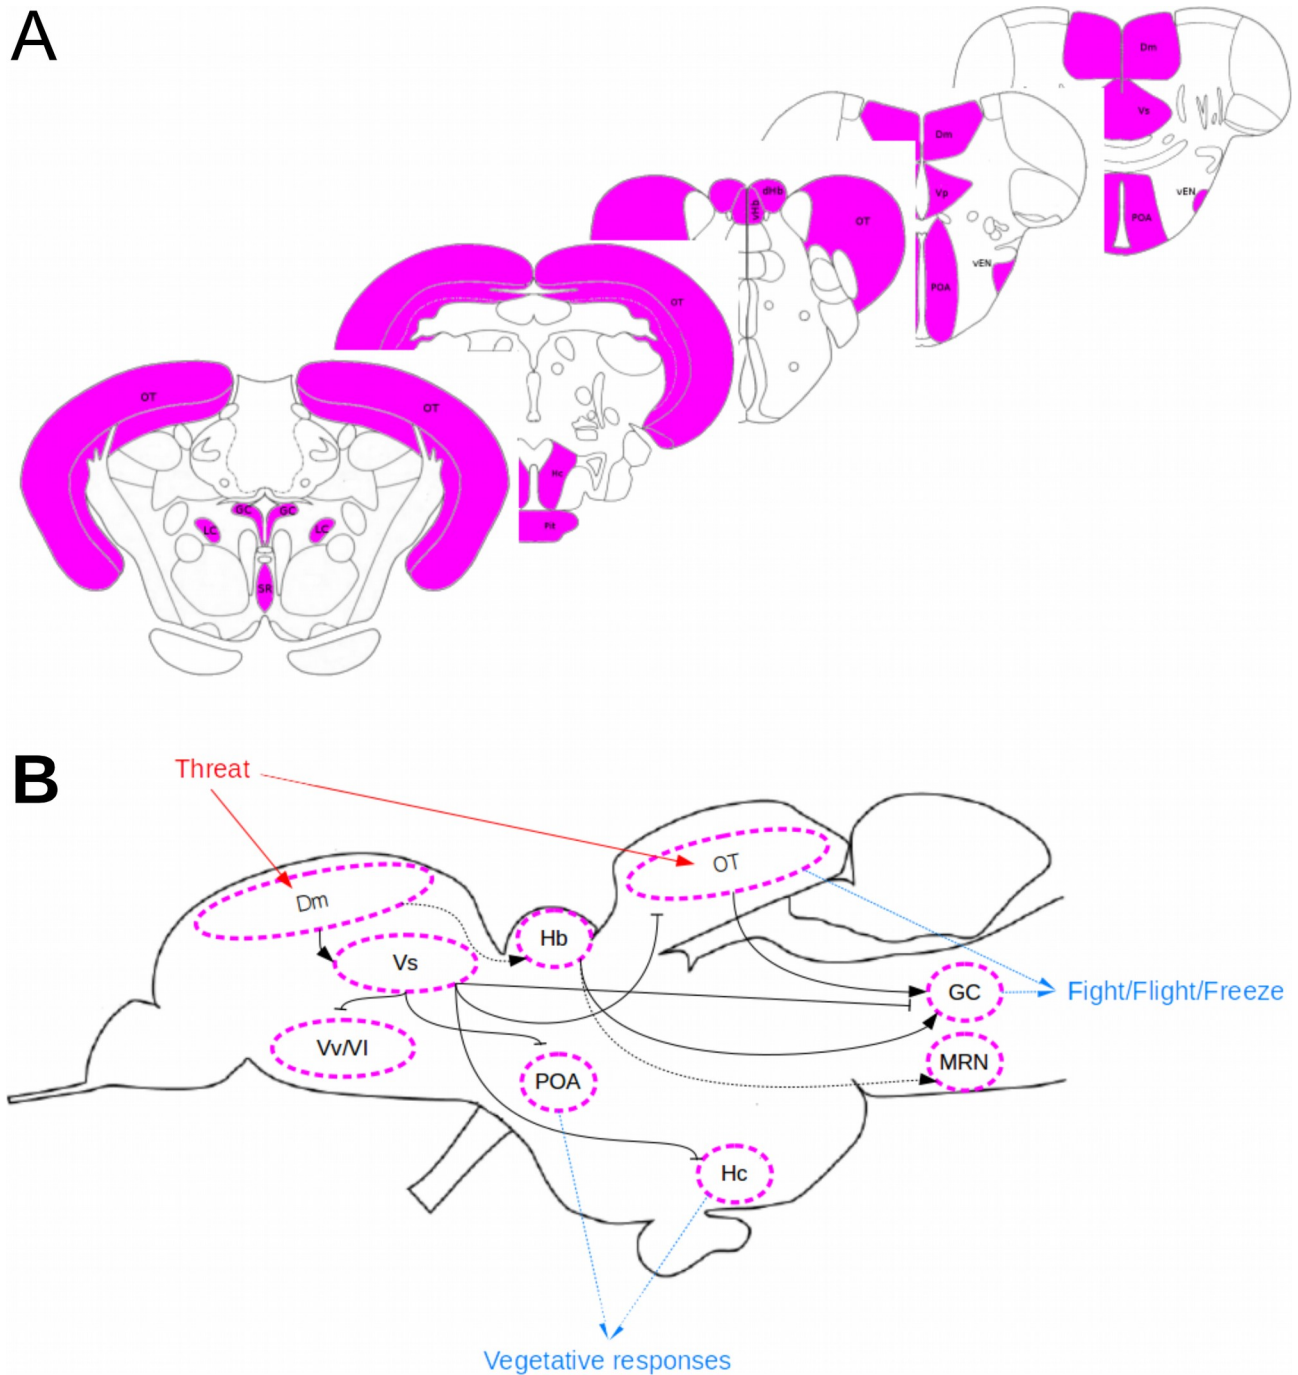 A
Dm
Vs
vEN
POA
Dm
Vp
vEN
POA
dHb
vHb
OT
OT
Hc
Pit
OT
OT
GC
GC
LC
LC
SR
B
Threat
OT
Dm
Hb
Vs
GC
Fight/Flight/Freeze
Vv/Vl
MRN
POA
Hc
Vegetative responses